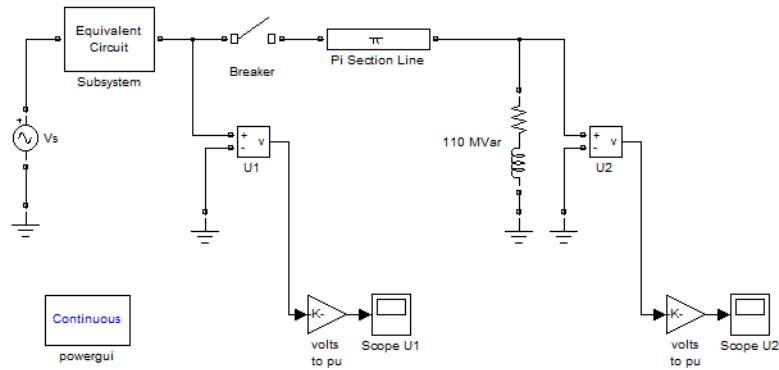 Equivalent
Circuit
Subsystem
Breaker
π
Pi Section Line
Vs
+
+
-
v
U1
110 MVar
+
-
v
U2
Continuous
powergui
K-
volts
to pu
Scope U1
K-
volts
to pu
Scope U2